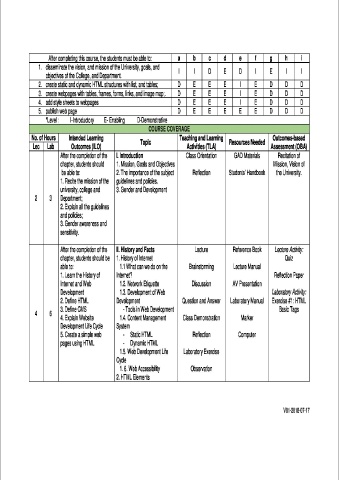 After completing this course, the students must be able to: a b c d e f g h i
1. disseminate the vision, and mission of the University, goals, and objectives of the College, and Department. I I D E D I E I I
2. create static and dynamic HTML structures with list, and tables; D E E E I E D D D
3. create webpages with tables, frames, forms, links, and image map; D E E E I E D D D
4. add style sheets to webpages D E E E I E D D D
5. publish web page D E E E E E D D D
*Level I-Introductory E- Enabling D-Demonstrative
COURSE COVERAGE
No. of Hours
Lec Lab
Intended Learning
Outcomes (ILO)
Topic
Teaching and Learning
Activities (TLA)
Resources Needed
Outcomes-based
Assessment (OBA)
2
3
After the completion of the
chapter, students should
be able to:
1. Recite the mission of the
university, college and
Department;
2. Explain all the guidelines
and policies;
3. Gender awareness and
sensitivity.
I. Introduction
1. Mission, Goals and Objectives
2. The importance of the subject
guidelines and policies.
3. Gender and Development
Class Orientation
Reflection
GAD Materials
Students' Handbook
Recitation of
Mission, Vision of
the University.
4
6
After the completion of the
chapter, students should be
able to:
1. Learn the History of
Internet and Web
Development
2. Define HTML
3. Define CMS
4. Explain Website
Development Life Cycle
5. Create a simple web
pages using HTML
II. History and Facts
1. History of Internet
1.1 What can we do on the
Internet?
1.2. Network Etiquette
1.2. Development of Web
Development
- Tools in Web Development
1.4. Content Management
System
- Static HTML
- Dynamic HTML
1.5. Web Development Life
Cycle
1. 6. Web Accessibility
2. HTML Elements
Lecture
Brainstorming
Discussion
Question and Answer
Class Demonstration
Reflection
Laboratory Exercise
Observation
Reference Book
Lecture Manual
AV Presentation
Laboratory Manual
Marker
Computer
Lecture Activity:
Quiz
Reflection Paper
Laboratory Activity:
Exercise #1: HTML
Basic Tags